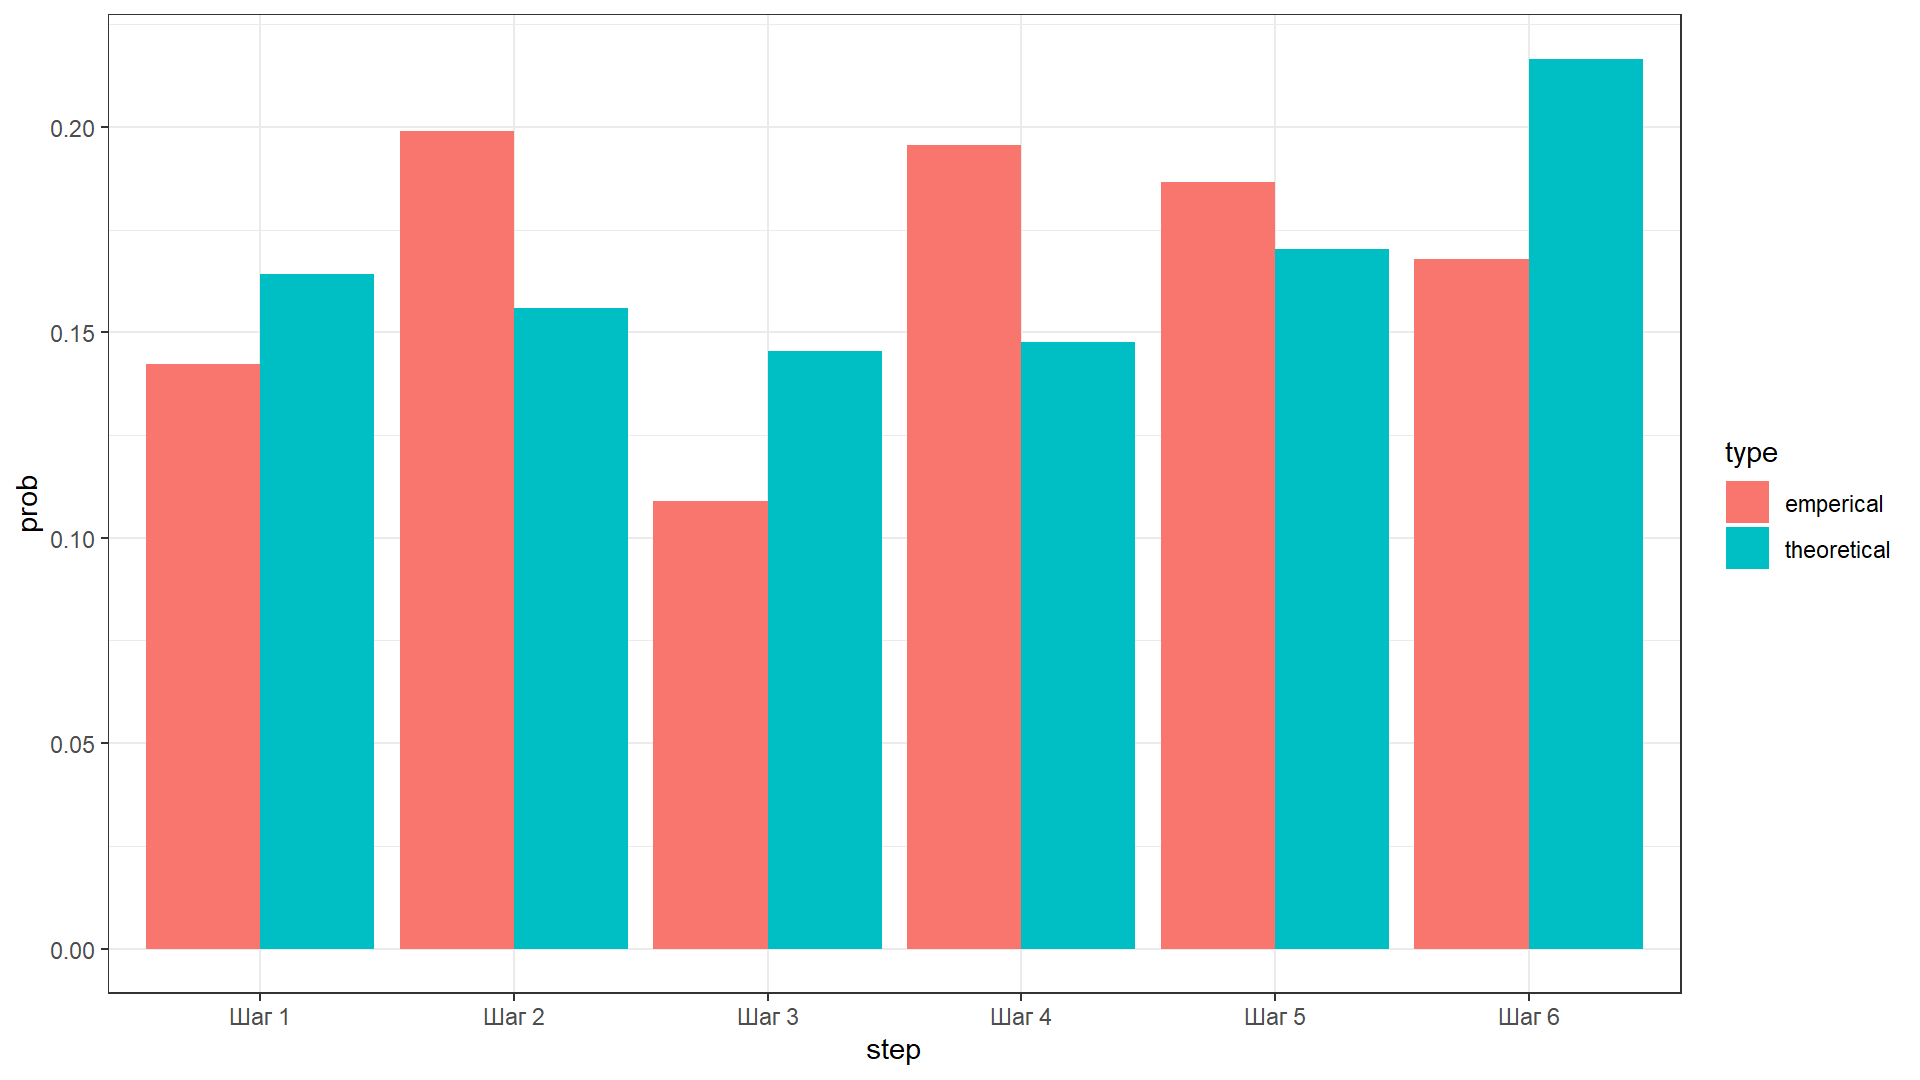 0.20
0.15
0.10
0.05
0.00
prob
Шаг 1 Шаг 2 Шаг 3 Шаг 4 Шаг 5 Шаг 6
step
type
emperical
theoretical